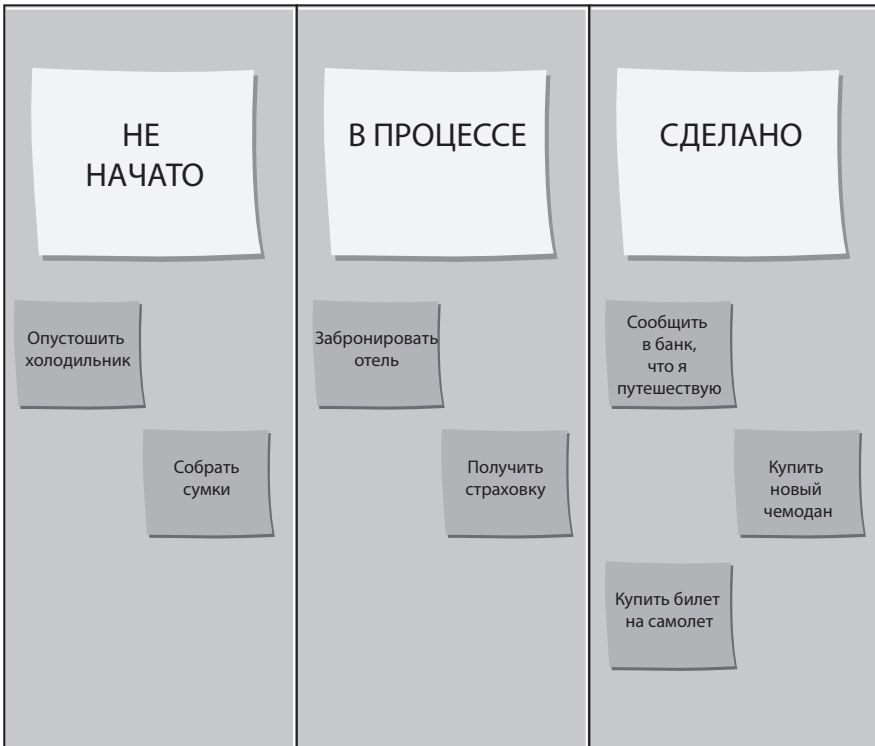 НЕ
НАЧАТО
В ПРОЦЕССЕ
СДЕЛАНО
Опустошить
холодильник
Собрать
сумки
Забронировать
отель
Получить
страховку
Сообщить
в банк,
что я
путешествую
Купить
новый
чемодан
Купить билет
на самолет